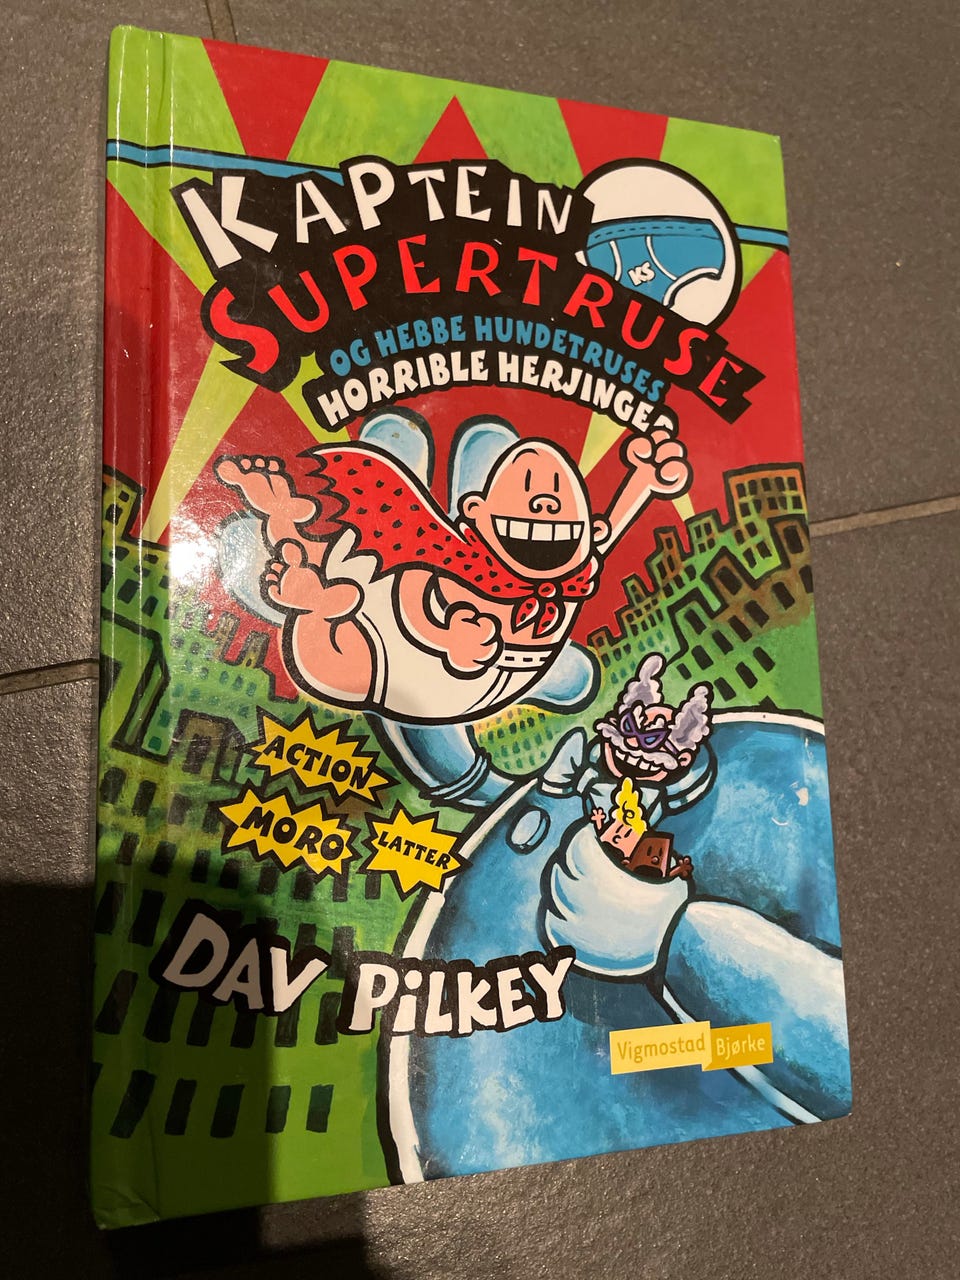 KAPTEIN
SUPERTRUSE
KS
OG HEBBE HUNDETRUSES
HORRIBLE HERJINGER
ACTION
MORO
LATTER
DAV PILKEY
Vigmostad Bjørke